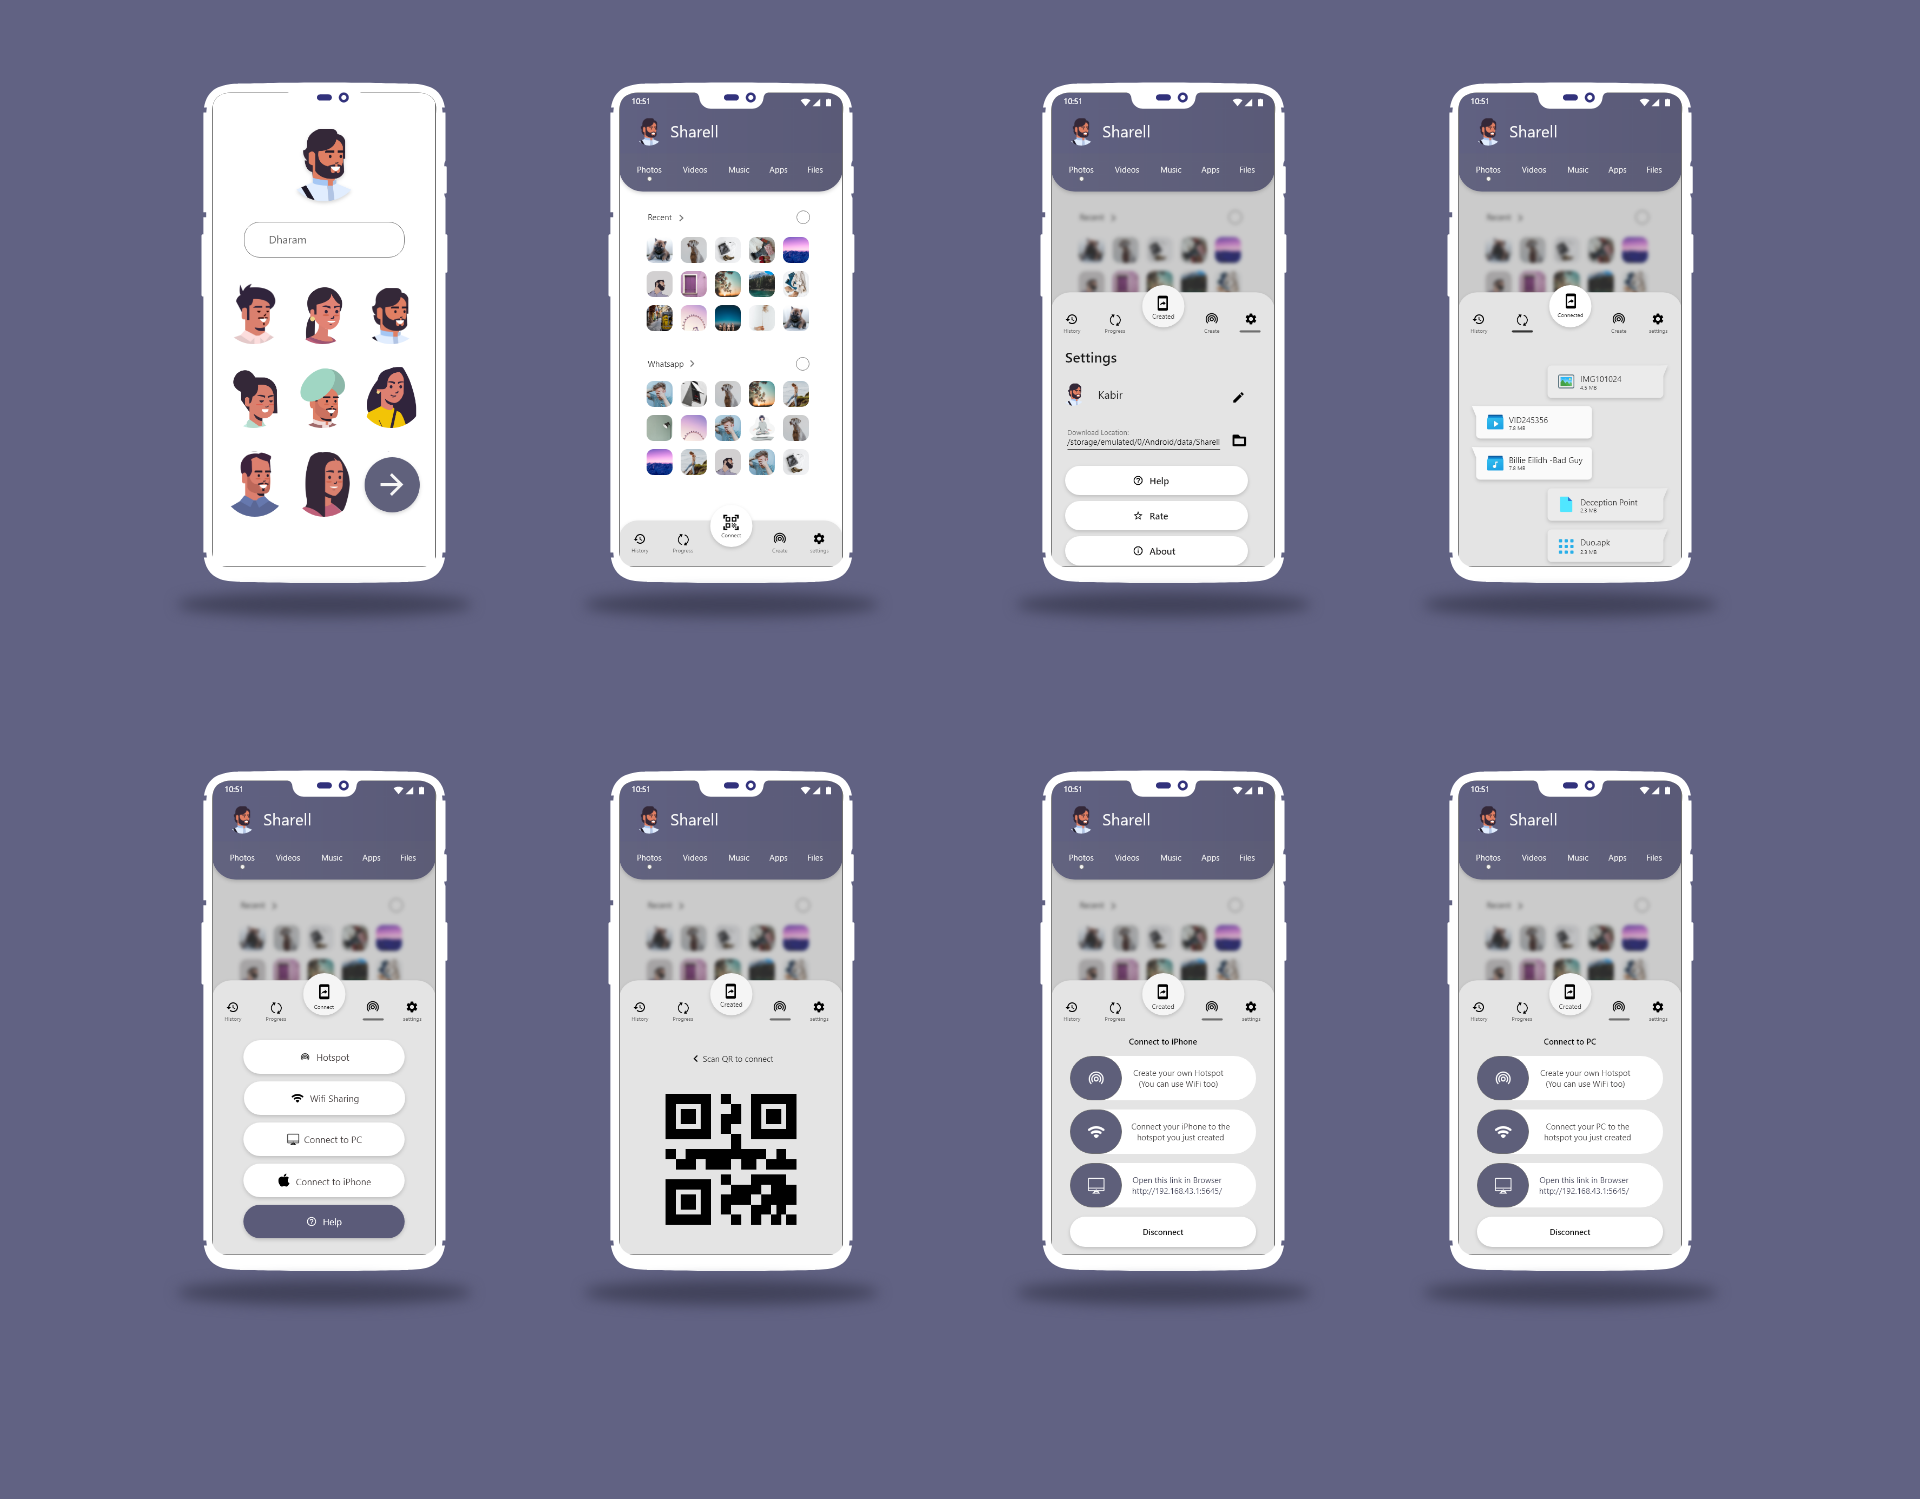 Dharam
10:51
Sharell
Photos Videos Music Apps Files
Recent
Whatsapp
Connect
History Progress Create settings
10:51
Sharell
Photos Videos Music Apps Files
Recent
Created
History Progress Create settings
Settings
Kabir
Download Location:
/storage/emulated/0/Android/data/Sharell
Help
Rate
About
10:51
Sharell
Photos Videos Music Apps Files
Recent
Connected
History Create settings
IMG101024
4.5 MB
VID245356
7.8 MB
Billie Eilidh -Bad Guy
7.8 MB
Deception Point
2.3 MB
Duo.apk
2.3 MB
10:51
Sharell
Photos Videos Music Apps Files
Recent
Connect
History Progress settings
Hotspot
Wifi Sharing
Connect to PC
Connect to iPhone
Help
10:51
Sharell
Photos Videos Music Apps Files
Recent
Created
History Progress settings
Scan QR to connect
10:51
Sharell
Photos Videos Music Apps Files
Recent
Created
History Progress settings
Connect to iPhone
Create your own Hotspot
(You can use WiFi too)
Connect your iPhone to the
hotspot you just created
Open this link in Browser
http://192.168.43.1:5645/
Disconnect
10:51
Sharell
Photos Videos Music Apps Files
Recent
Created
History Progress settings
Connect to PC
Create your own Hotspot
(You can use WiFi too)
Connect your PC to the
hotspot you just created
Open this link in Browser
http://192.168.43.1:5645/
Disconnect